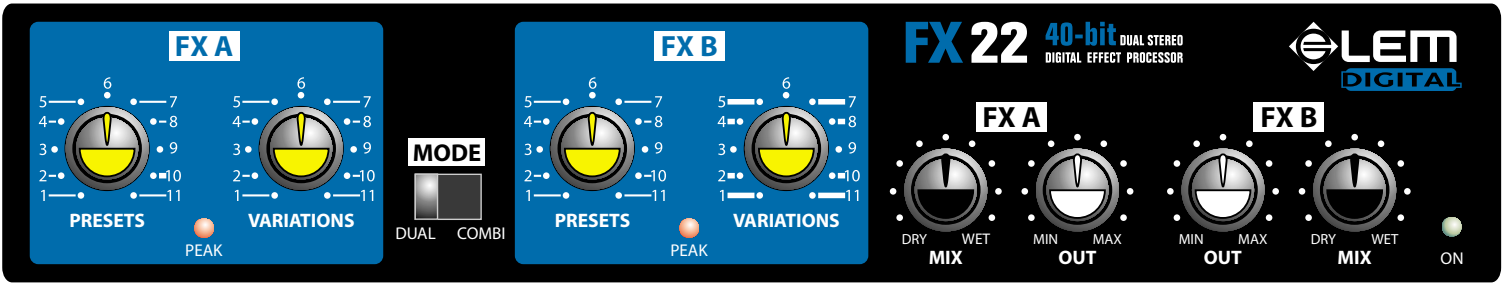 FX A
6
5 7
4 8
3 9
2 10
1 11
PRESETS
6
5 7
4 8
3 9
2 10
1 11
VARIATIONS
PEAK
MODE
DUAL COMBI
FX B
6
5 7
4 8
3 9
2 10
1 11
PRESETS
6
5 7
4 8
3 9
2 10
1 11
VARIATIONS
PEAK
FX 22
40-bit DUAL STEREO
DIGITAL EFFECT PROCESSOR
eLEM
DIGITAL
FX A
DRY WET
MIX
MIN MAX
OUT
FX B
MIN MAX
OUT
DRY WET
MIX
ON